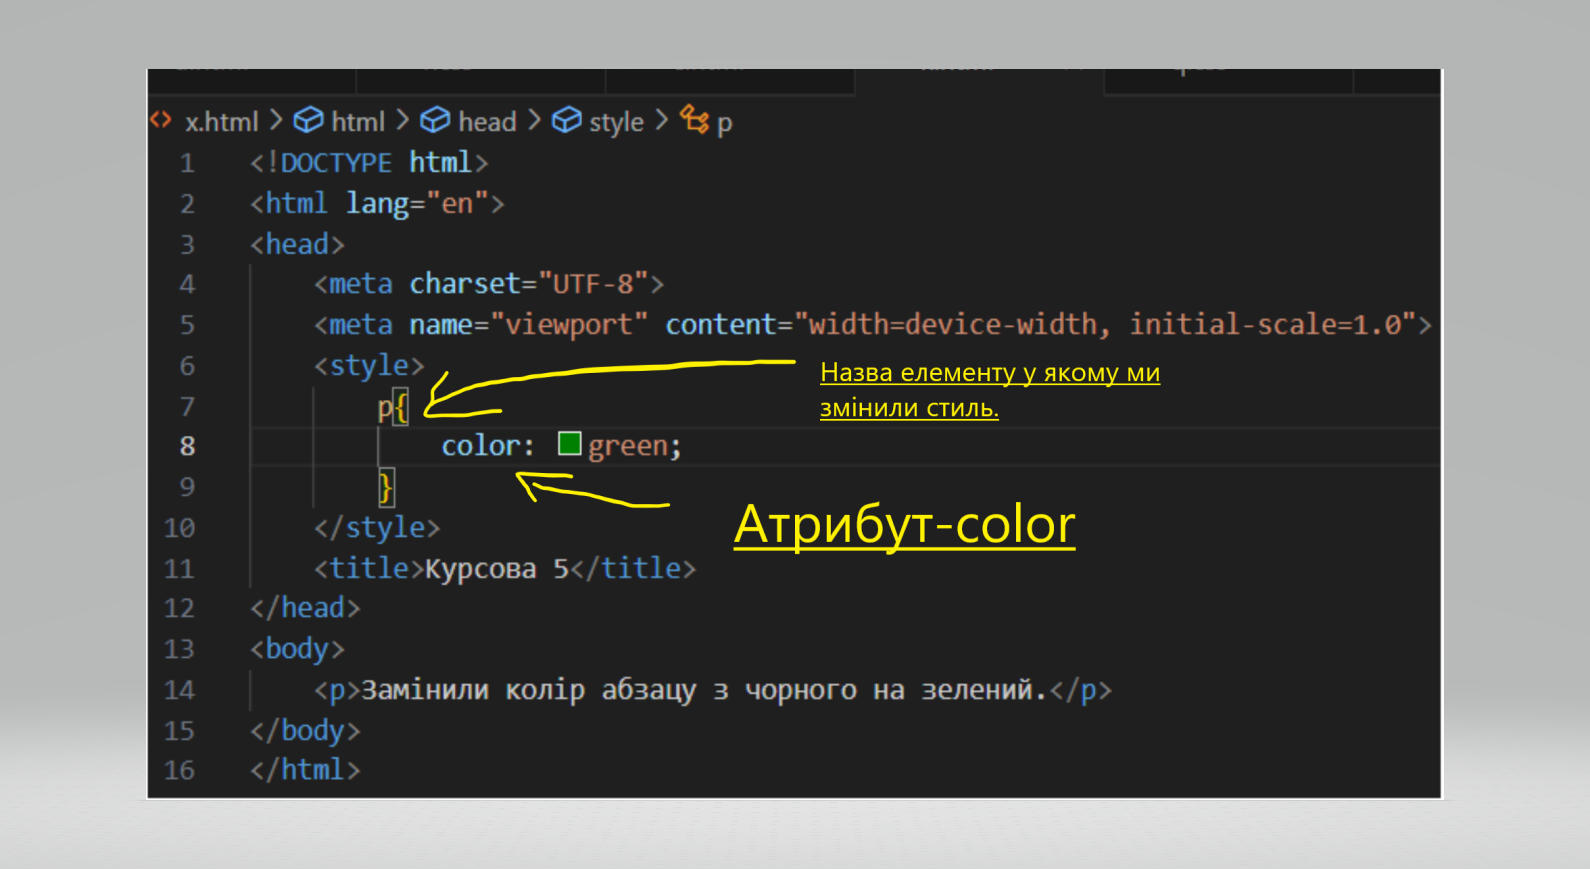 x.html > html > head > style > p
1 <!DOCTYPE html>
2 <html lang="en">
3 <head>
4 <meta charset="UTF-8">
5 <meta name="viewport" content="width=device-width, initial-scale=1.0">
6 <style>
Назва елементу у якому ми
змінили стиль.
7 p{
8 color: green;
9 }
Атрибут-color
10 </style>
11 <title>Курсова 5</title>
12 </head>
13 <body>
14 <p>Замінили колір абзацу з чорного на зелений.</p>
15 </body>
16 </html>